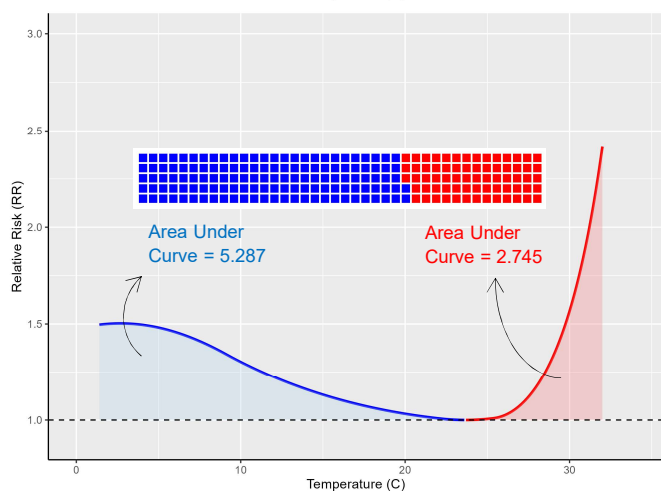 3.0
2.5
2.0
1.5
1.0
Relative Risk (RR)
Area Under
Curve = 5.287
Area Under
Curve = 2.745
0
10
20
30
Temperature (C)